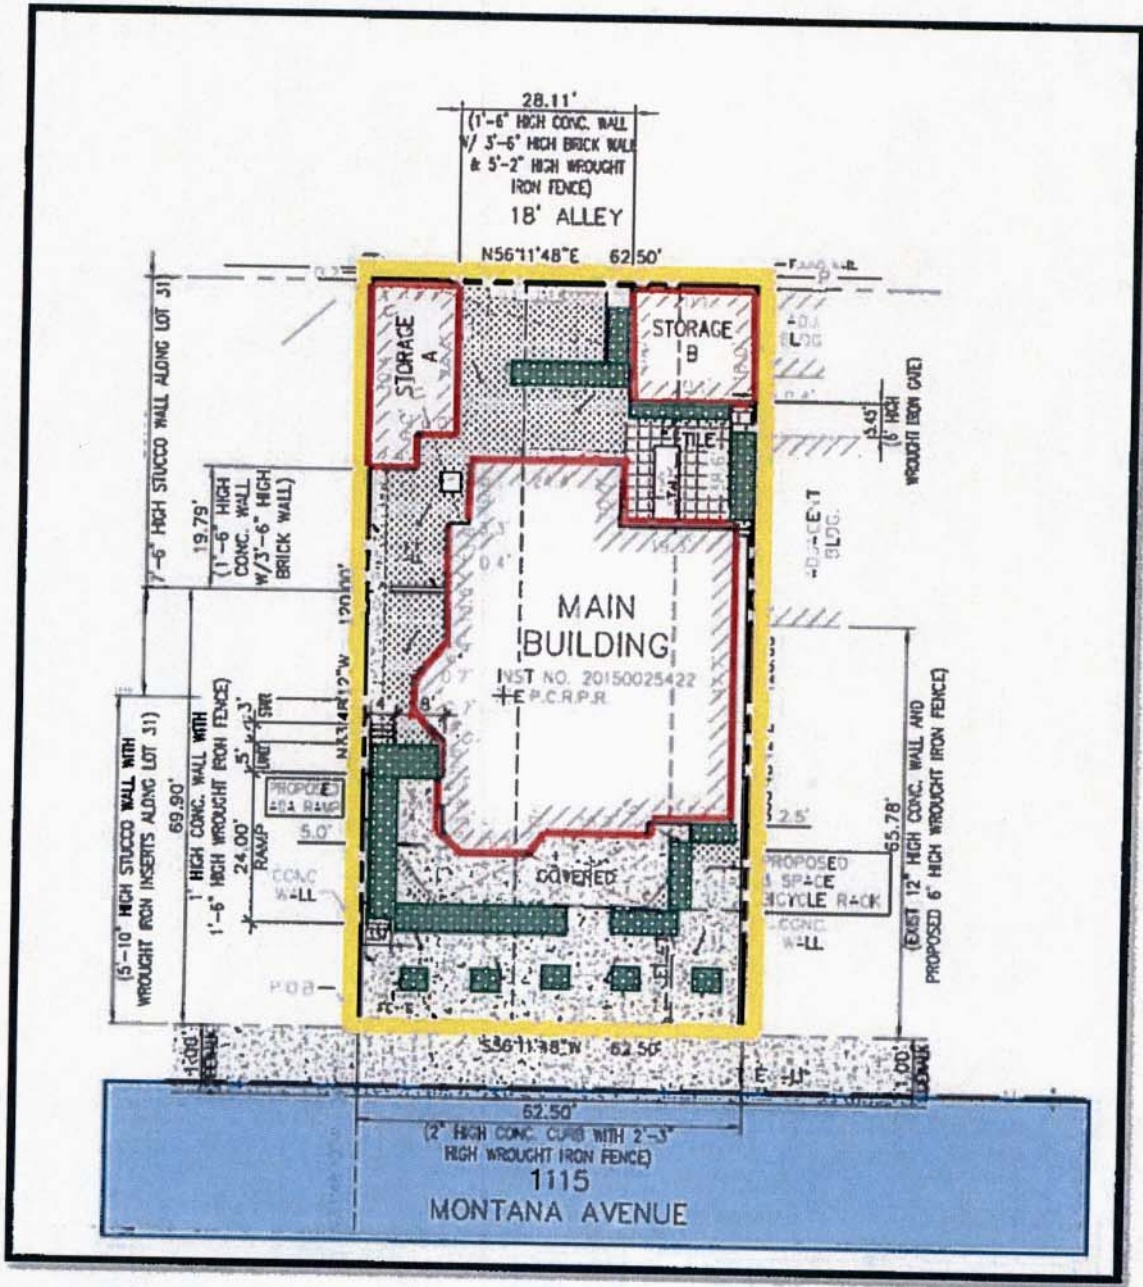 28.11'
(1'-6" HIGH CONC. WALL
W/ 3'-6" HIGH BRICK WALL
& 5'-2" HIGH WROUGHT
IRON FENCE)
18' ALLEY
N56°11'48"E 62.50'
7'-6" HIGH STUCCO WALL ALONG LOT 31)
19.79'
(1'-6" HIGH
CONC. WALL
W/3'-6" HIGH
BRICK WALL)
STORAGE
A
STORAGE
B
TILE
5.45'
(6' HIGH
WROUGHT IRON GATE)
BLDG.
120.00'
MAIN
BUILDING
INST NO. 20150025422
P.C.R.P.R.
(5'-10" HIGH STUCCO WALL WITH
WROUGHT IRON INSERTS ALONG LOT 31)
69.90'
1' HIGH CONC. WALL WITH
1'-6" HIGH WROUGHT IRON FENCE)
5'
24.00'
RAMP
PROPOSED
ADA RAMP
5.0'
CONC
WALL
4'
8'
COVERED
2.5'
PROPOSED
3 SPACE
BICYCLE RACK
CONC.
WALL
65.78'
(EXIST 12" HIGH CONC. WALL AND
PROPOSED 6' HIGH WROUGHT IRON FENCE)
P.O.B
S56°11'48"W 62.50'
62.50'
(2" HIGH CONC. CURB WITH 2'-3"
HIGH WROUGHT IRON FENCE)
1115
MONTANA AVENUE